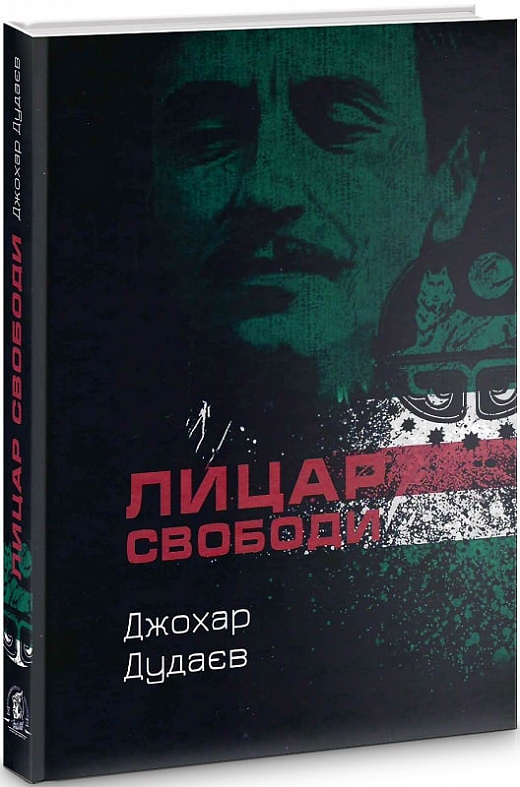 Джохар Дудаєв
ЛИЦАР СВОБОДИ
ЛИЦАР
СВОБОДИ
Джохар
Дудаєв